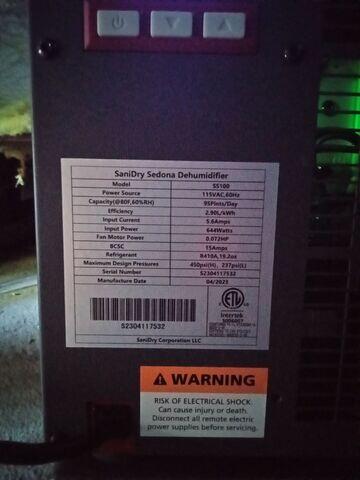 SaniDry Sedona Dehumidifier
Model SS100
Power Source 115VAC,60Hz
Capacity(@80F,60%RH) 95Pints/Day
Efficiency 2.90L/kWh
Input Current 5.6Amps
Input Power 644Watts
Fan Motor Power 0.072HP
BCSC 15Amps
Refrigerant R410A,19.2oz
Maximum Design Pressures 450psi(H), 237psi(L)
Serial Number S2304117532
Manufacture Date 04/2023
S2304117532
SaniDry Corporation LLC
ETL
Intertek
5006007
WARNING
RISK OF ELECTRICAL SHOCK
Can cause injury or death.
Disconnect all remote electric
power supplies before servicing.